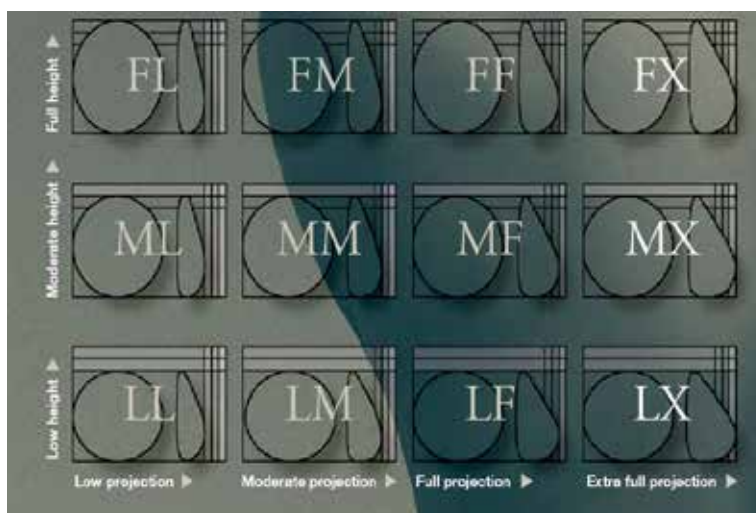 Full height
FL FM FF FX
Moderate height
ML MM MF MX
Low height
LL LM LF LX
Low projection Moderate projection Full projection Extra full projection